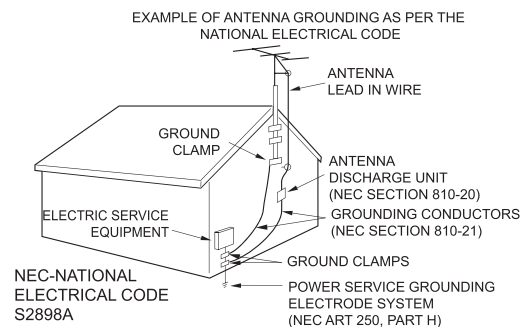 EXAMPLE OF ANTENNA GROUNDING AS PER THE
NATIONAL ELECTRICAL CODE
ANTENNA
LEAD IN WIRE
GROUND
CLAMP
ANTENNA
DISCHARGE UNIT
(NEC SECTION 810-20)
ELECTRIC SERVICE
EQUIPMENT
GROUNDING CONDUCTORS
(NEC SECTION 810-21)
GROUND CLAMPS
NEC-NATIONAL
ELECTRICAL CODE
S2898A
POWER SERVICE GROUNDING
ELECTRODE SYSTEM
(NEC ART 250, PART H)